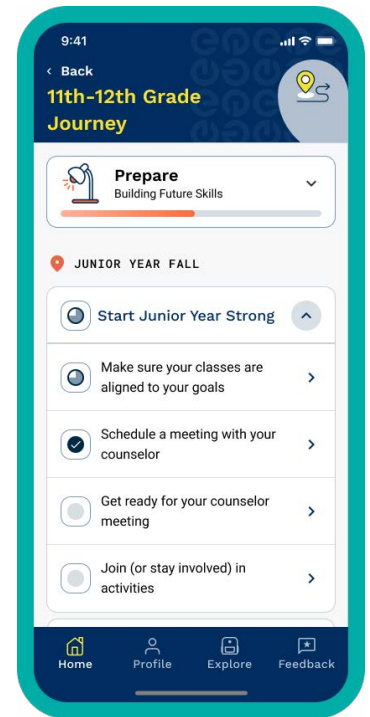 9:41
Back
11th-12th Grade
Journey
Prepare
Building Future Skills
JUNIOR YEAR FALL
Start Junior Year Strong
Make sure your classes are
aligned to your goals
Schedule a meeting with your
counselor
Get ready for your counselor
meeting
Join (or stay involved) in
activities
Home Profile Explore Feedback